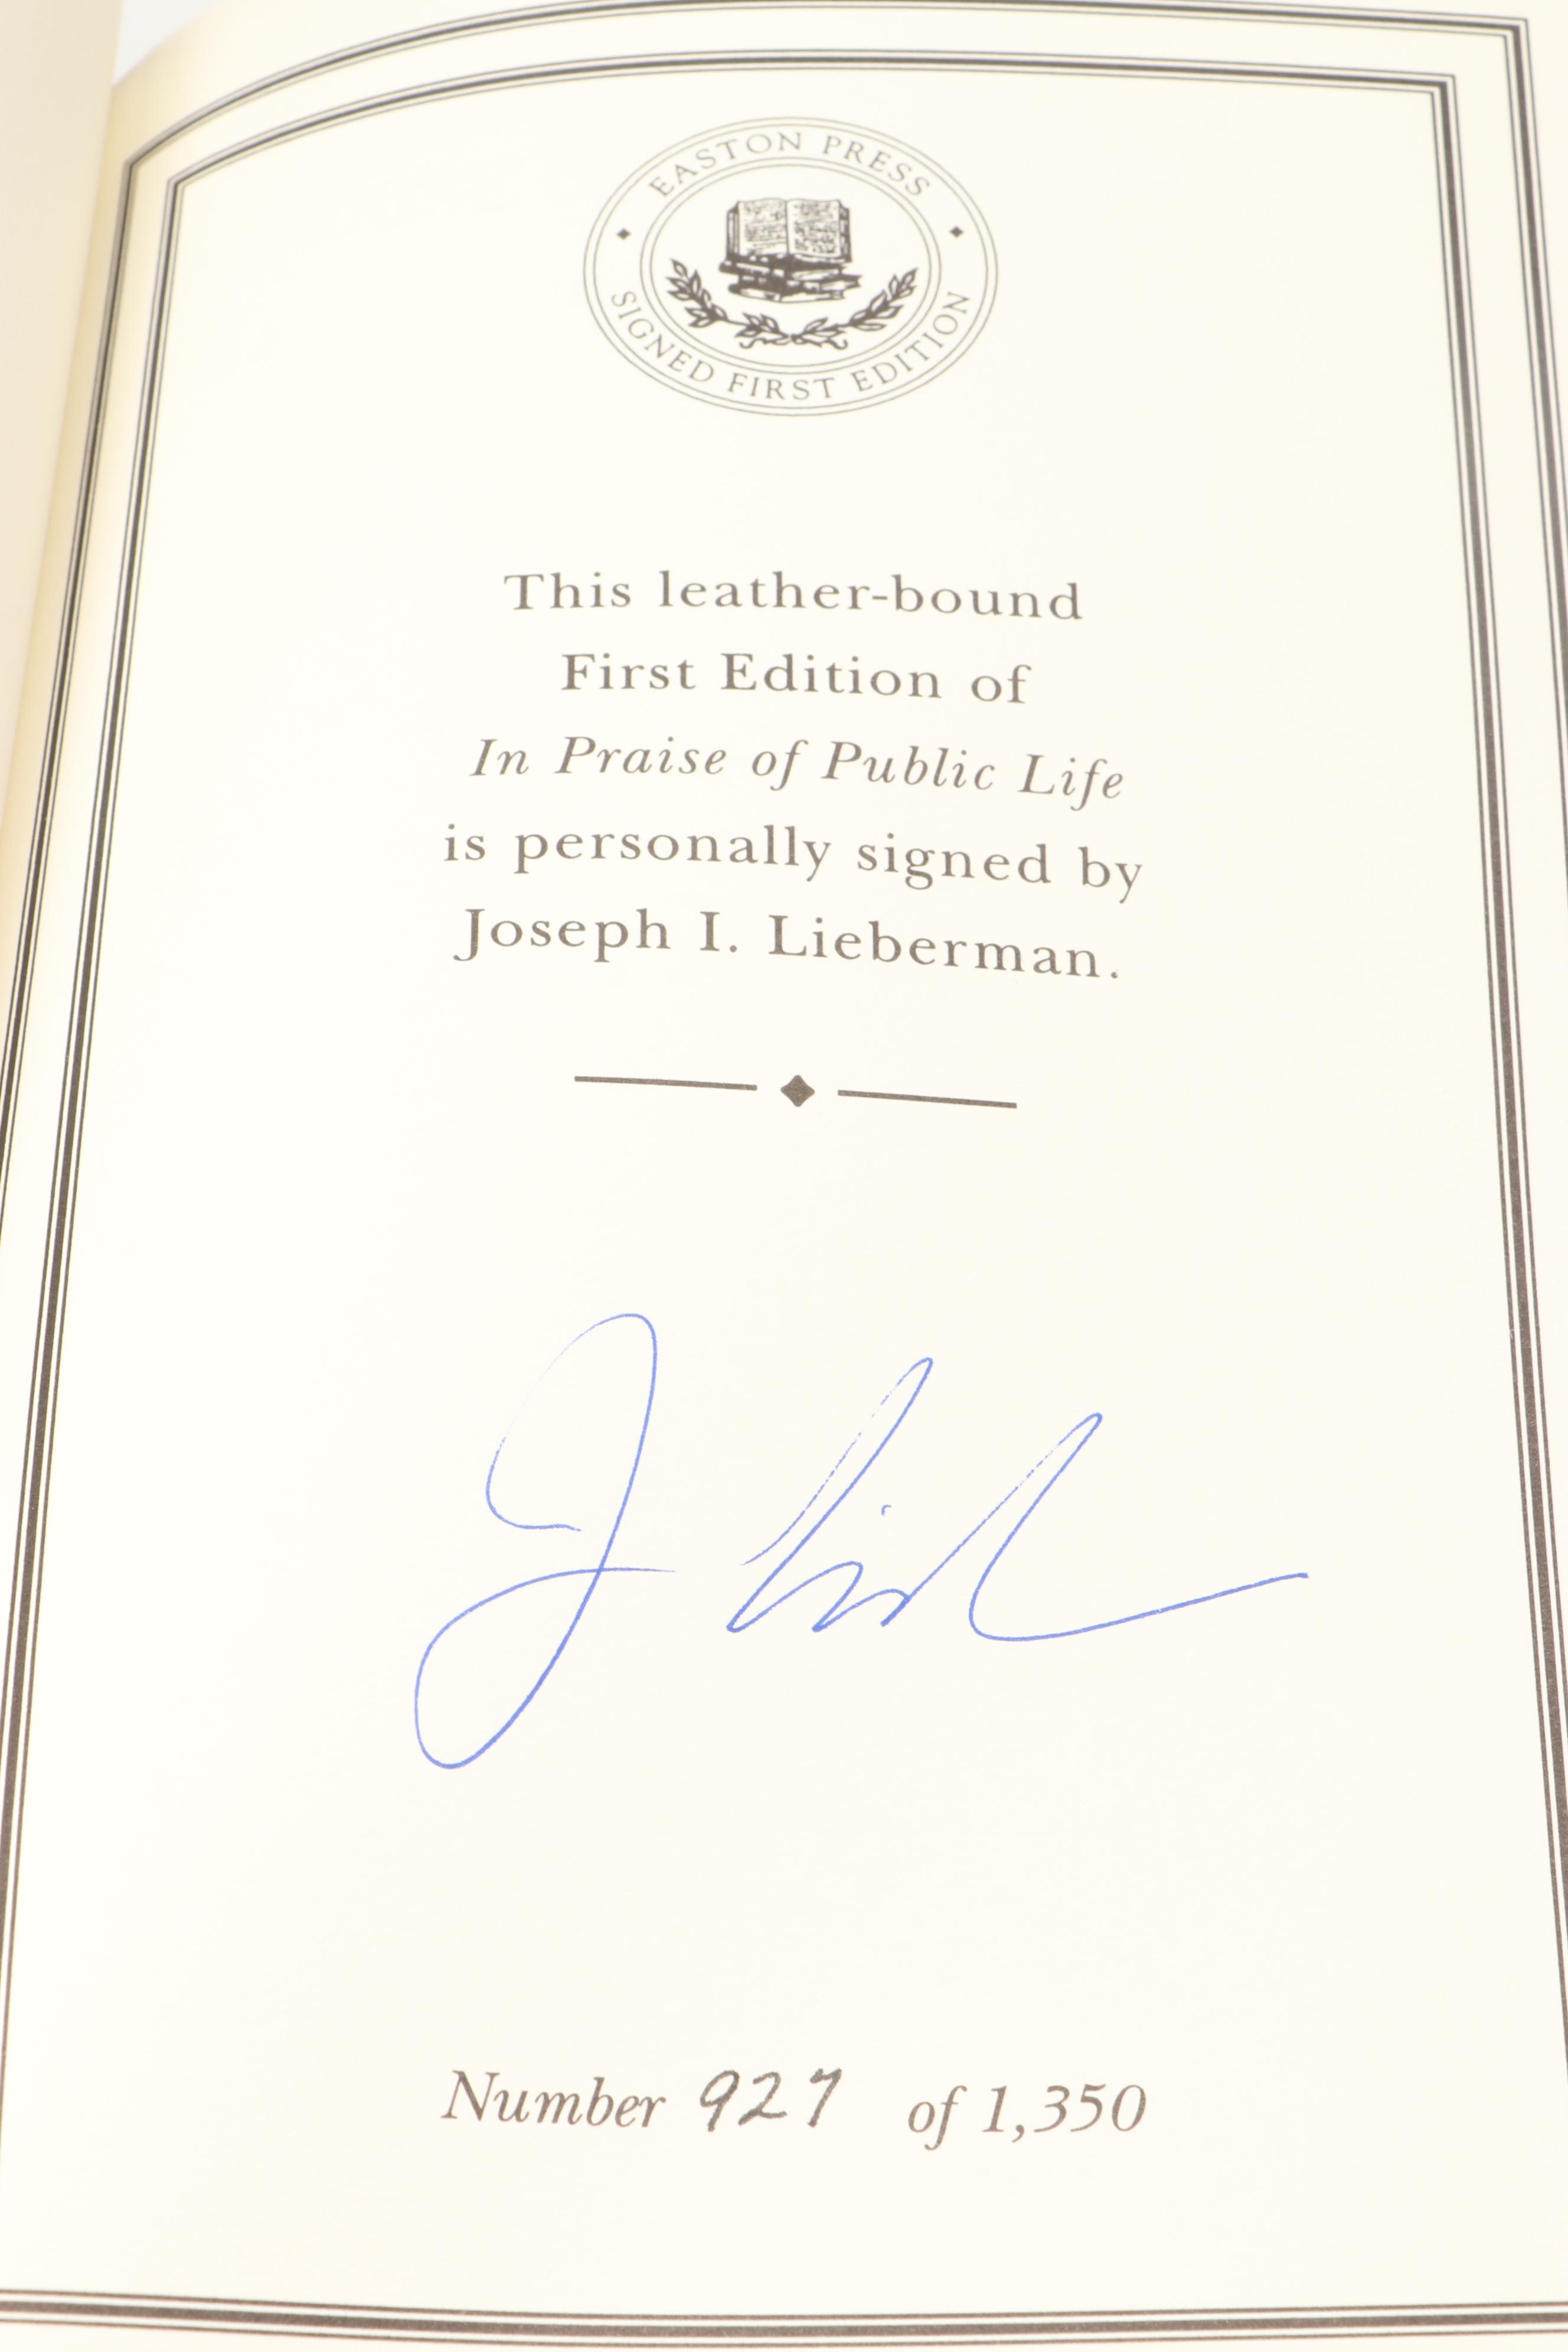 EASTON PRESS
SIGNED FIRST EDITION
This leather-bound
First Edition of
In Praise of Public Life
is personally signed by
Joseph I. Lieberman.
Number 927 of 1,350